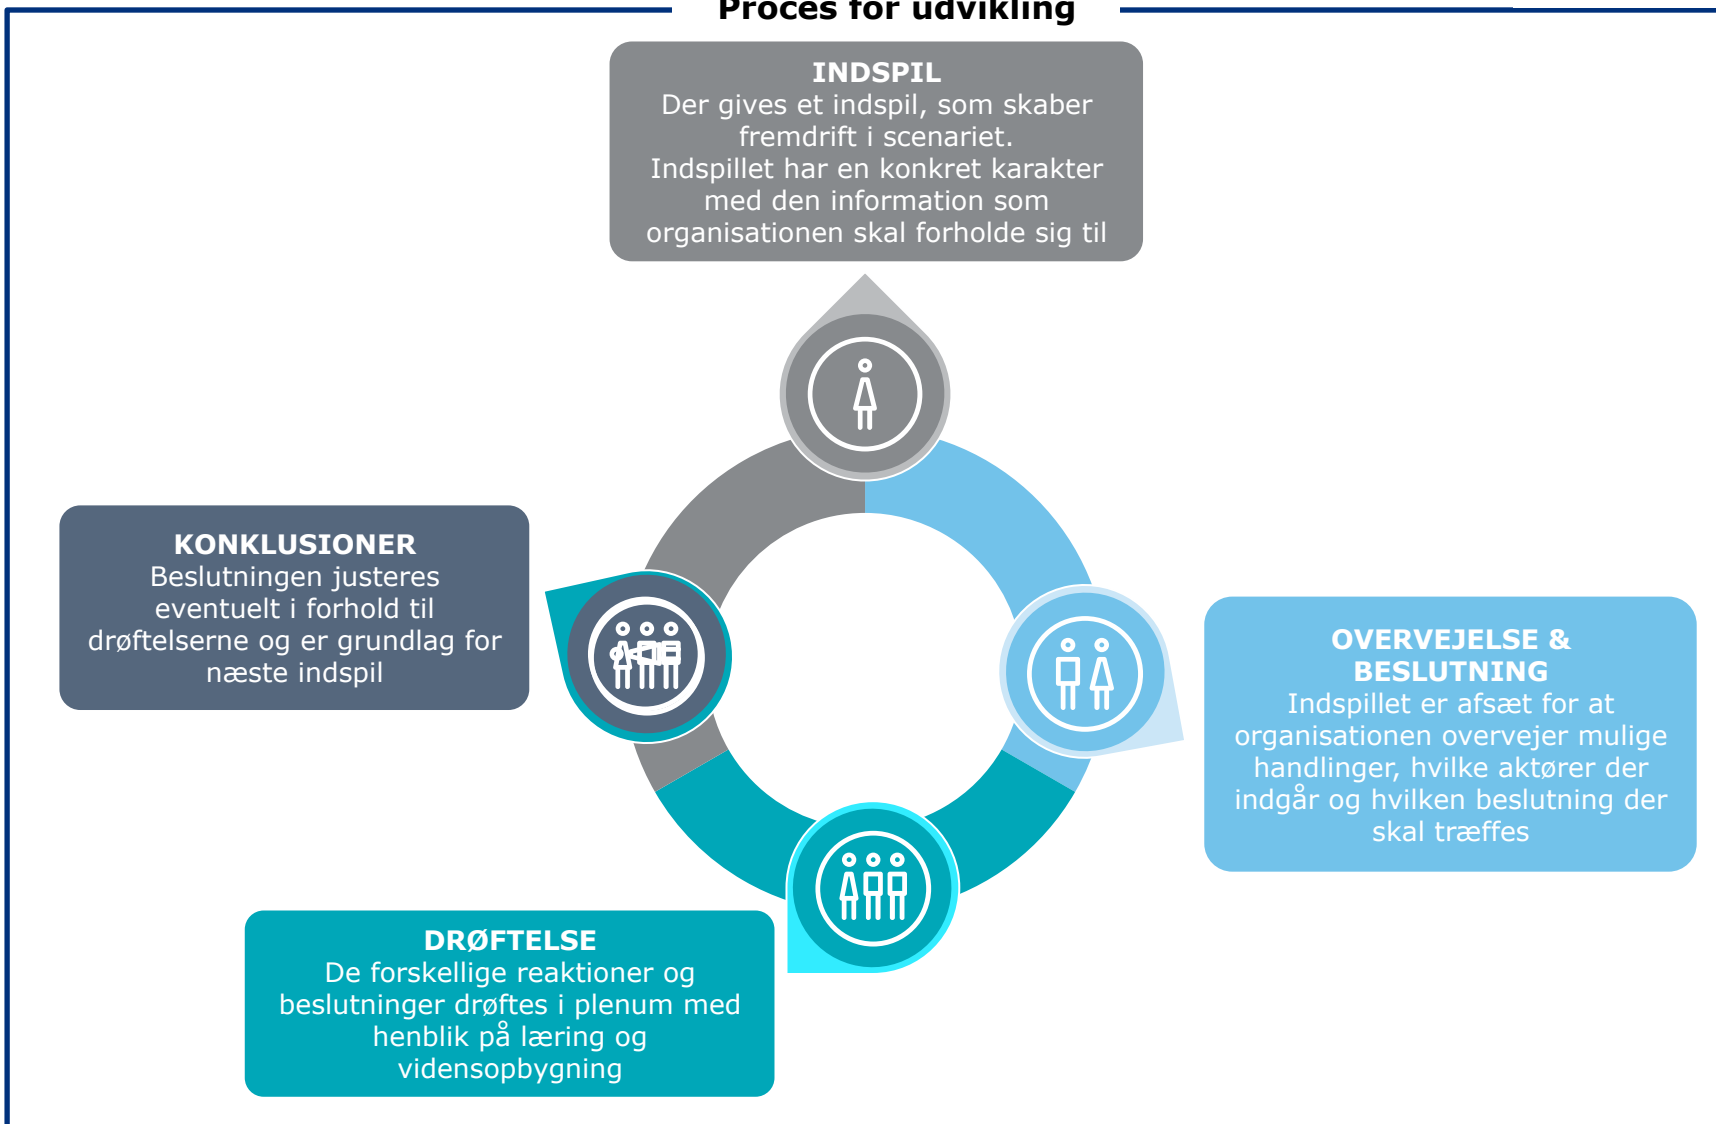 Proces for udvikling
INDSPIL
Der gives et indspil, som skaber
fremdrift i scenariet.
Indspillet har en konkret karakter
med den information som
organisationen skal forholde sig til
KONKLUSIONER
Beslutningen justeres
eventuelt i forhold til
drøftelserne og er grundlag for
næste indspil
OVERVEJELSE &
BESLUTNING
Indspillet er afsæt for at
organisationen overvejer mulige
handlinger, hvilke aktører der
indgår og hvilken beslutning der
skal træffes
DRØFTELSE
De forskellige reaktioner og
beslutninger drøftes i plenum med
henblik på læring og
vidensopbygning